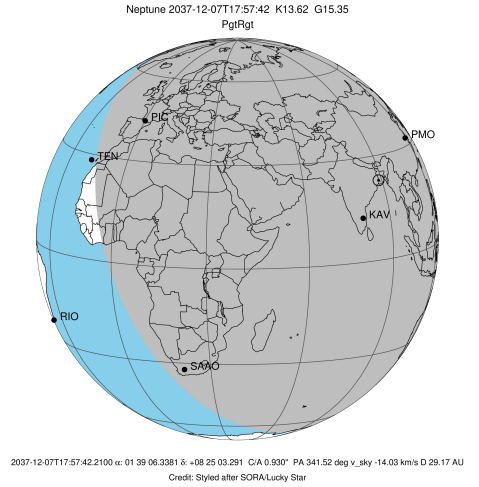 Neptune 2037-12-07T17:57:42  K13.62  G15.35
PgtRgt
PIC
PMO
TEN
KAV
RIO
SAAO
2037-12-07T17:57:42.2100 α: 01 39 06.3381 δ: +08 25 03.291  C/A 0.930"  PA 341.52 deg v_sky -14.03 km/s D 29.17 AU
Credit: Styled after SORA/Lucky Star